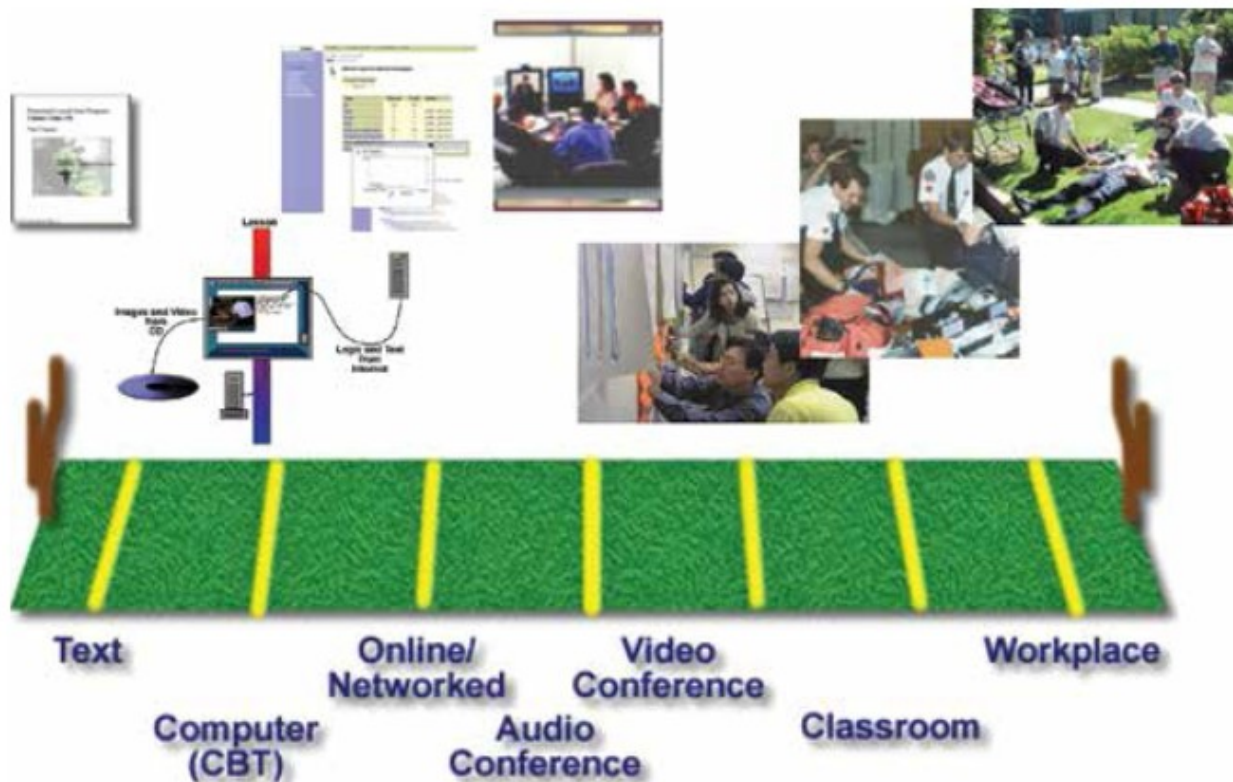 Lesson
Images and Video
from
CD
Logic and Text
from
Internet
Text
Online/
Networked
Video
Conference
Workplace
Computer
(CBT)
Audio
Conference
Classroom